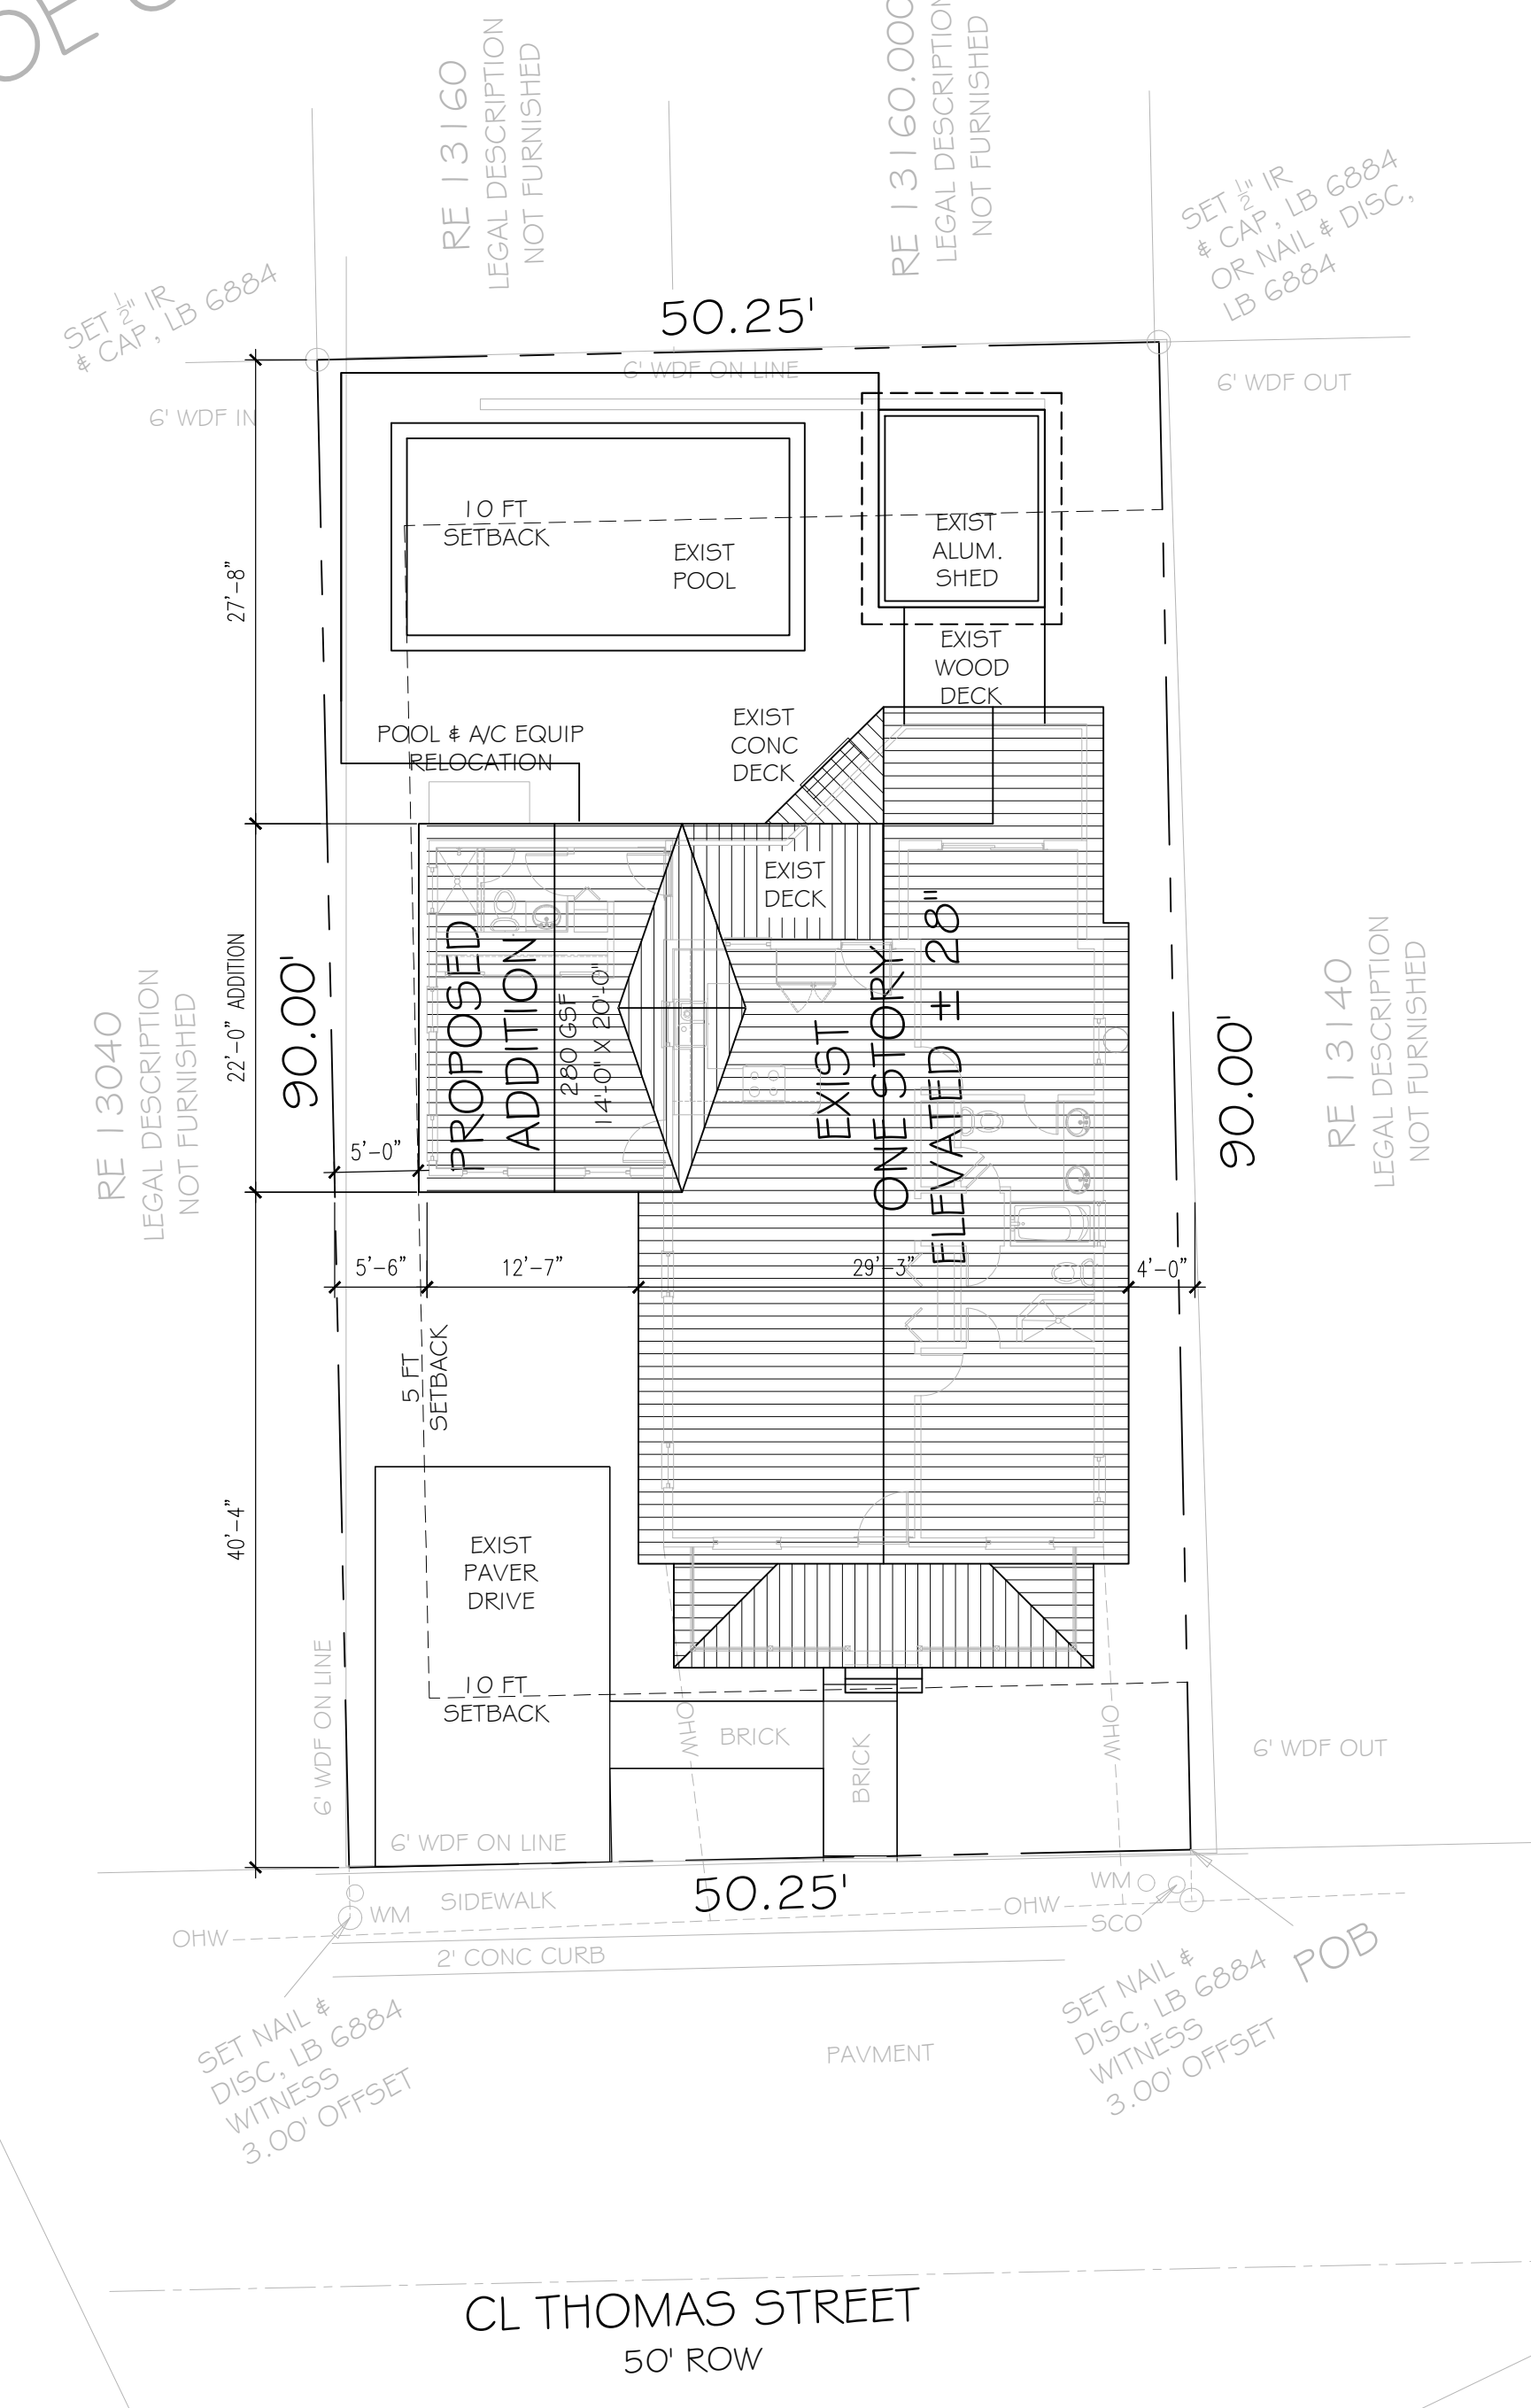 RE 13160
LEGAL DESCRIPTION
NOT FURNISHED
RE 13160.000
LEGAL DESCRIPTION
NOT FURNISHED
SET 1/2" IR
& CAP, LB 6884
SET 1/2" IR
& CAP, LB 6884
OR NAIL & DISC,
LB 6884
50.25'
6' WDF ON LINE
6' WDF IN
6' WDF OUT
10 FT
SETBACK
EXIST
POOL
EXIST
ALUM.
SHED
27'-8"
EXIST
WOOD
DECK
POOL & A/C EQUIP
RELOCATION
EXIST
CONC
DECK
EXIST
DECK
RE 13040
LEGAL DESCRIPTION
NOT FURNISHED
22'-0" ADDITION
90.00'
PROPOSED
ADDITION
280 GSF
14'-0" X 20'-0"
EXIST
ONE STORY
ELEVATED ± 28"
90.00'
RE 13140
LEGAL DESCRIPTION
NOT FURNISHED
5'-0"
5'-6"
12'-7"
29'-3"
4'-0"
5 FT
SETBACK
40'-4"
EXIST
PAVER
DRIVE
10 FT
SETBACK
6' WDF ON LINE
OHW
BRICK
BRICK
OHW
6' WDF OUT
6' WDF ON LINE
50.25'
SIDEWALK
WM
WM
OHW
OHW
SCO
2' CONC CURB
POB
SET NAIL &
DISC, LB 6884
WITNESS
3.00' OFFSET
SET NAIL &
DISC, LB 6884
WITNESS
3.00' OFFSET
PAVMENT
CL THOMAS STREET
50' ROW